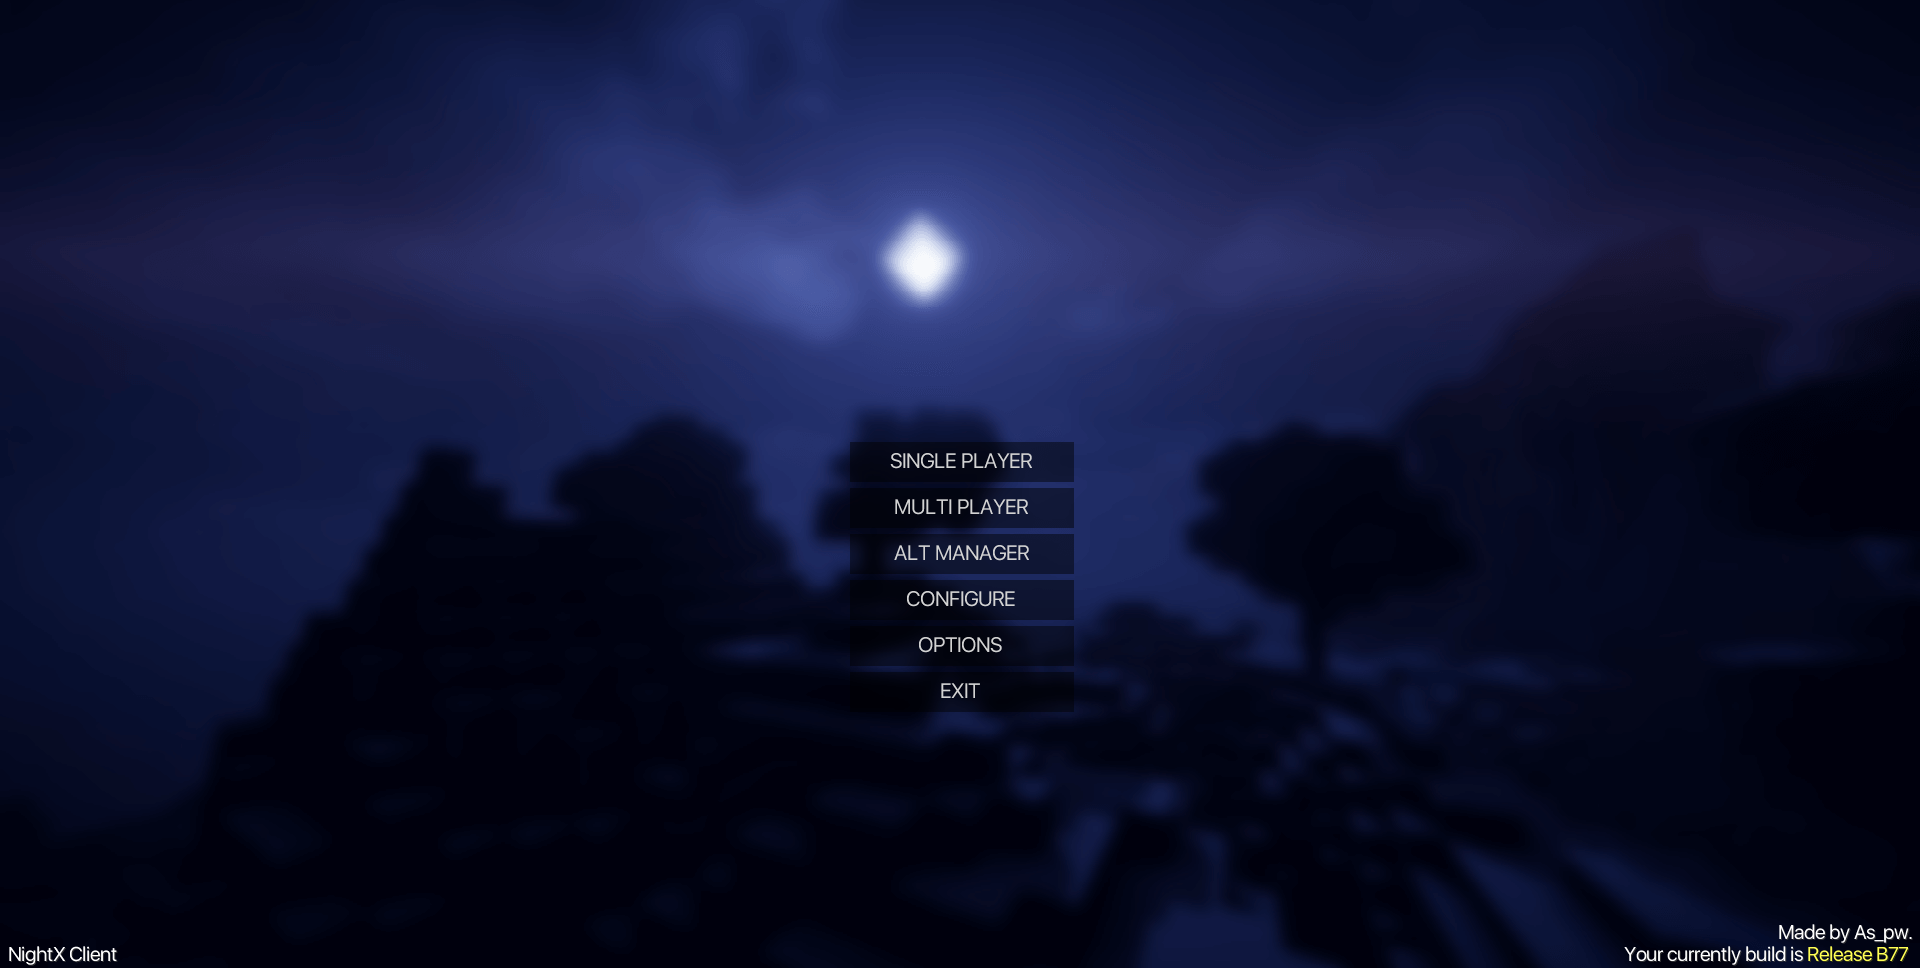 SINGLE PLAYER
MULTI PLAYER
ALT MANAGER
CONFIGURE
OPTIONS
EXIT
Made by As_pw.
NightX Client
Your currently build is Release B77